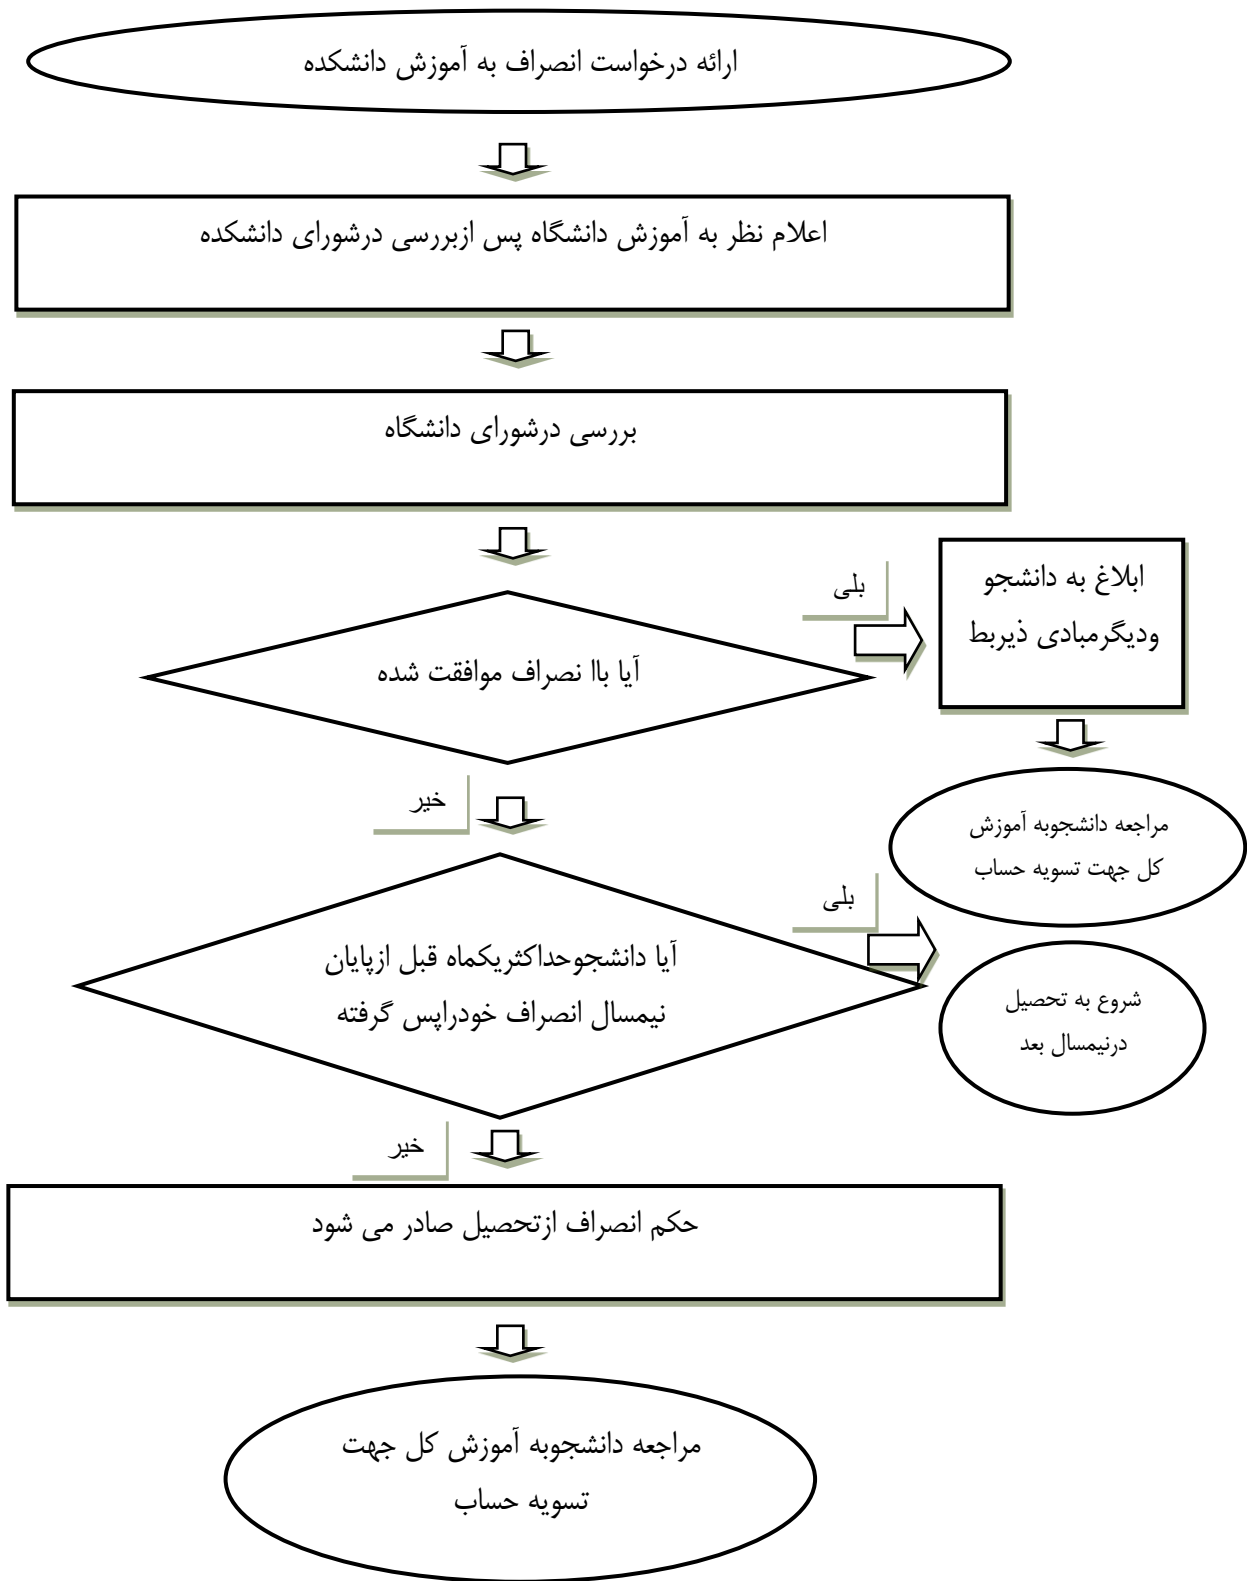 ارائه درخواست انصراف به آموزش دانشکده
اعلام نظر به آموزش دانشگاه پس ازبررسی درشورای دانشکده
بررسی درشورای دانشگاه
آیا باا نصراف موافقت شده
بلی
ابلاغ به دانشجو
ودیگرمبادی ذیربط
مراجعه دانشجوبه آموزش
کل جهت تسویه حساب
خیر
آیا دانشجوحداکثریکماه قبل ازپایان
نیمسال انصراف خودراپس گرفته
بلی
شروع به تحصیل
درنیمسال بعد
خیر
حکم انصراف ازتحصیل صادر می شود
مراجعه دانشجوبه آموزش کل جهت
تسویه حساب